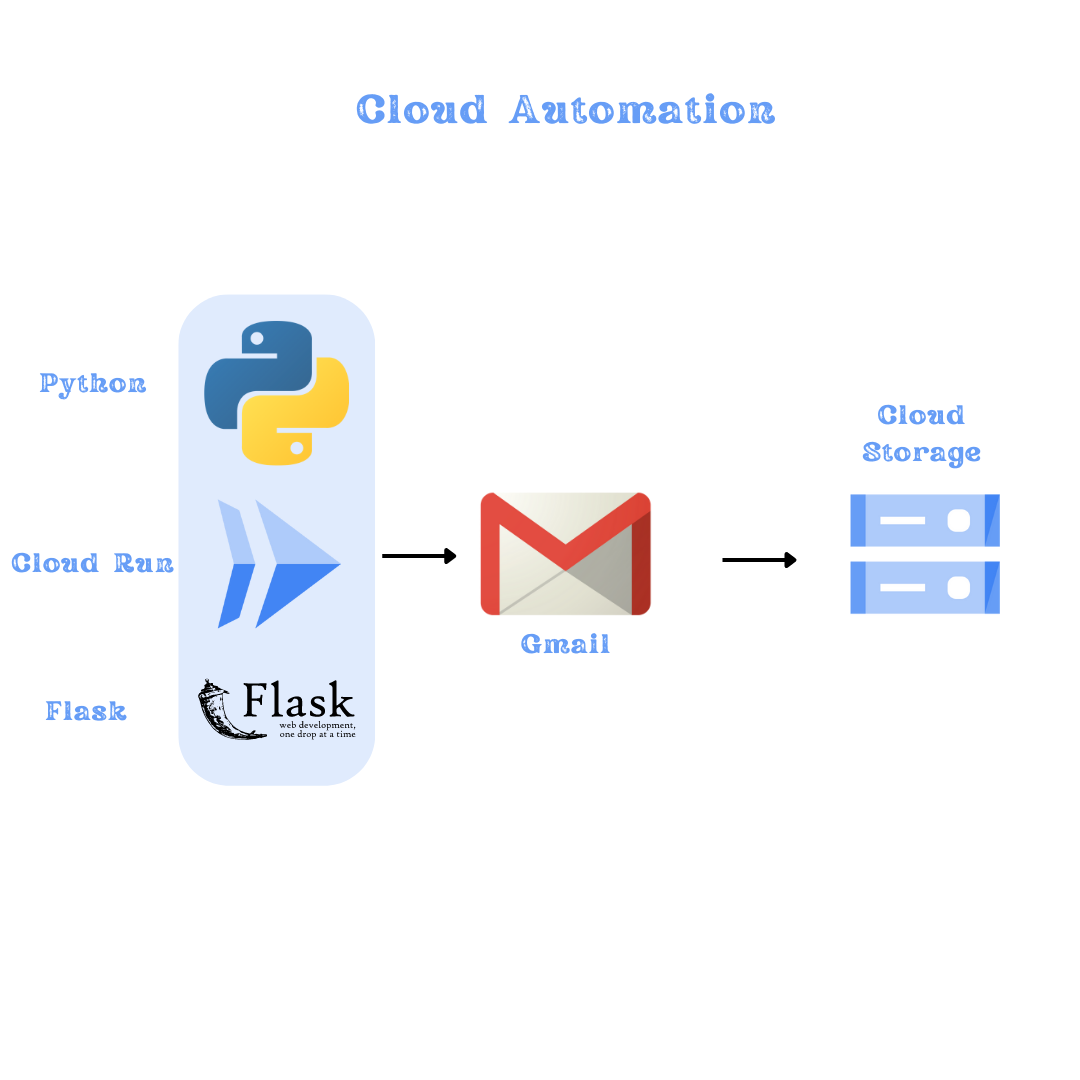 Cloud Automation
Python
Cloud Run
Flask
Flask
web development,
one drop at a time
Gmail
Cloud
Storage